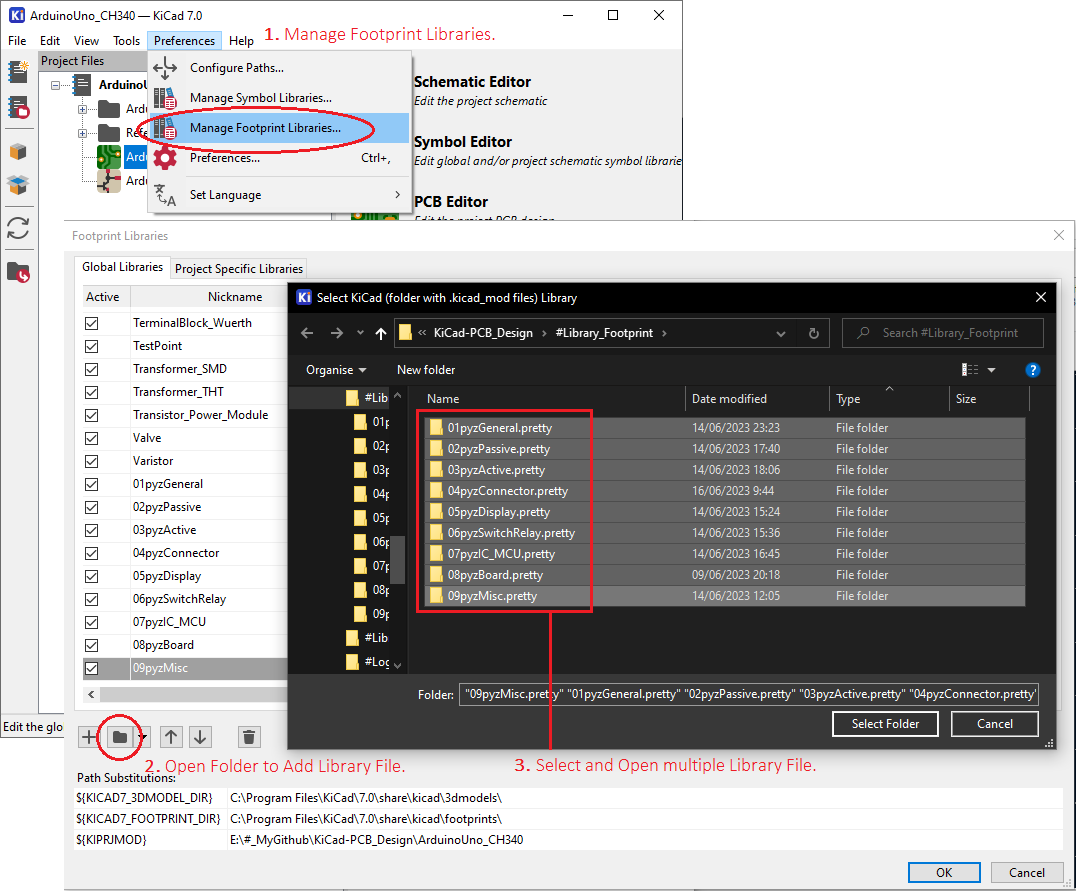 ArduinoUno_CH340 — KiCad 7.0
File Edit View Tools Preferences Help
1. Manage Footprint Libraries.
Project Files
Configure Paths...
Manage Symbol Libraries...
Manage Footprint Libraries...
Preferences... Ctrl+,
Set Language
Schematic Editor
Edit the project schematic
Symbol Editor
Edit global and/or project schematic symbol librarie
PCB Editor
Edit the project PCB design
Footprint Libraries
Global Libraries
Project Specific Libraries
Active Nickname
TerminalBlock_Wuerth
TestPoint
Transformer_SMD
Transformer_THT
Transistor_Power_Module
Valve
Varistor
01pyzGeneral
02pyzPassive
03pyzActive
04pyzConnector
05pyzDisplay
06pyzSwitchRelay
07pyzIC_MCU
08pyzBoard
09pyzMisc
Select KiCad (folder with .kicad_mod files) Library
« KiCad-PCB_Design › #Library_Footprint ›
Search #Library_Footprint
Organise New folder
#Lib
01p
02p
03p
04p
05p
06p
07p
08p
09p
#Lib
#Log
Name Date modified Type Size
01pyzGeneral.pretty 14/06/2023 23:23 File folder
02pyzPassive.pretty 14/06/2023 17:40 File folder
03pyzActive.pretty 14/06/2023 18:06 File folder
04pyzConnector.pretty 16/06/2023 9:44 File folder
05pyzDisplay.pretty 14/06/2023 15:24 File folder
06pyzSwitchRelay.pretty 14/06/2023 15:36 File folder
07pyzIC_MCU.pretty 14/06/2023 16:45 File folder
08pyzBoard.pretty 09/06/2023 20:18 File folder
09pyzMisc.pretty 14/06/2023 12:05 File folder
Folder: "09pyzMisc.pretty" "01pyzGeneral.pretty" "02pyzPassive.pretty" "03pyzActive.pretty" "04pyzConnector.pretty"
Select Folder
Cancel
Edit the glo
2. Open Folder to Add Library File.
3. Select and Open multiple Library File.
Path Substitutions:
${KICAD7_3DMODEL_DIR} C:\Program Files\KiCad\7.0\share\kicad\3dmodels\
${KICAD7_FOOTPRINT_DIR} C:\Program Files\KiCad\7.0\share\kicad\footprints\
${KIPRJMOD} E:\#_MyGithub\KiCad-PCB_Design\ArduinoUno_CH340
OK
Cancel